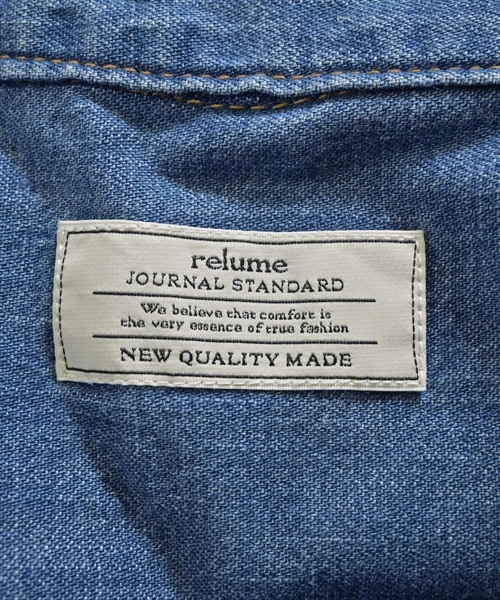 relume
JOURNAL STANDARD
We believe that comfort is
the very essence of true fashion
NEW QUALITY MADE